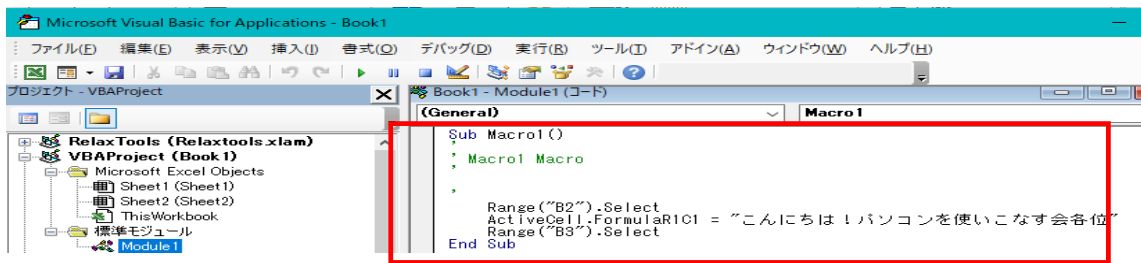 Microsoft Visual Basic for Applications - Book1
ファイル(F) 編集(E) 表示(V) 挿入(I) 書式(O) デバッグ(D) 実行(R) ツール(T) アドイン(A) ウィンドウ(W) ヘルプ(H)
プロジェクト - VBAProject
Book1 - Module1 (コード)
(General) Macro1
RelaxTools (Relaxtools.xlam)
VBAProject (Book1)
Microsoft Excel Objects
Sheet1 (Sheet1)
Sheet2 (Sheet2)
ThisWorkbook
標準モジュール
Module1
Sub Macro1()
'
' Macro1 Macro
'
'
Range("B2").Select
ActiveCell.FormulaR1C1 = "こんにちは！パソコンを使いこなす会各位"
Range("B3").Select
End Sub